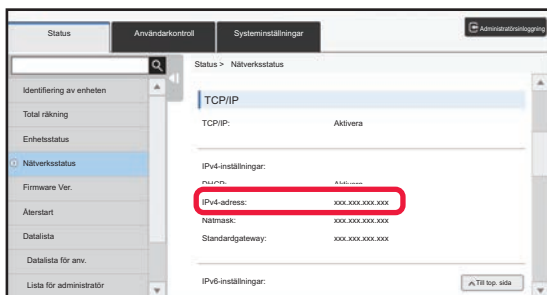 Status Användarkontroll Systeminställningar Administratörsinloggning
Status > Nätverksstatus
Identifiering av enheten
Total räkning
Enhetsstatus
Nätverksstatus
Firmware Ver.
Återstart
Datalista
Datalista för anv.
Lista för administratör
TCP/IP
TCP/IP: Aktivera
IPv4-inställningar:
DHCP: Aktivera
IPv4-adress: xxx.xxx.xxx.xxx
Nätmask: xxx.xxx.xxx.xxx
Standardgateway: xxx.xxx.xxx.xxx
IPv6-inställningar: Till top. sida